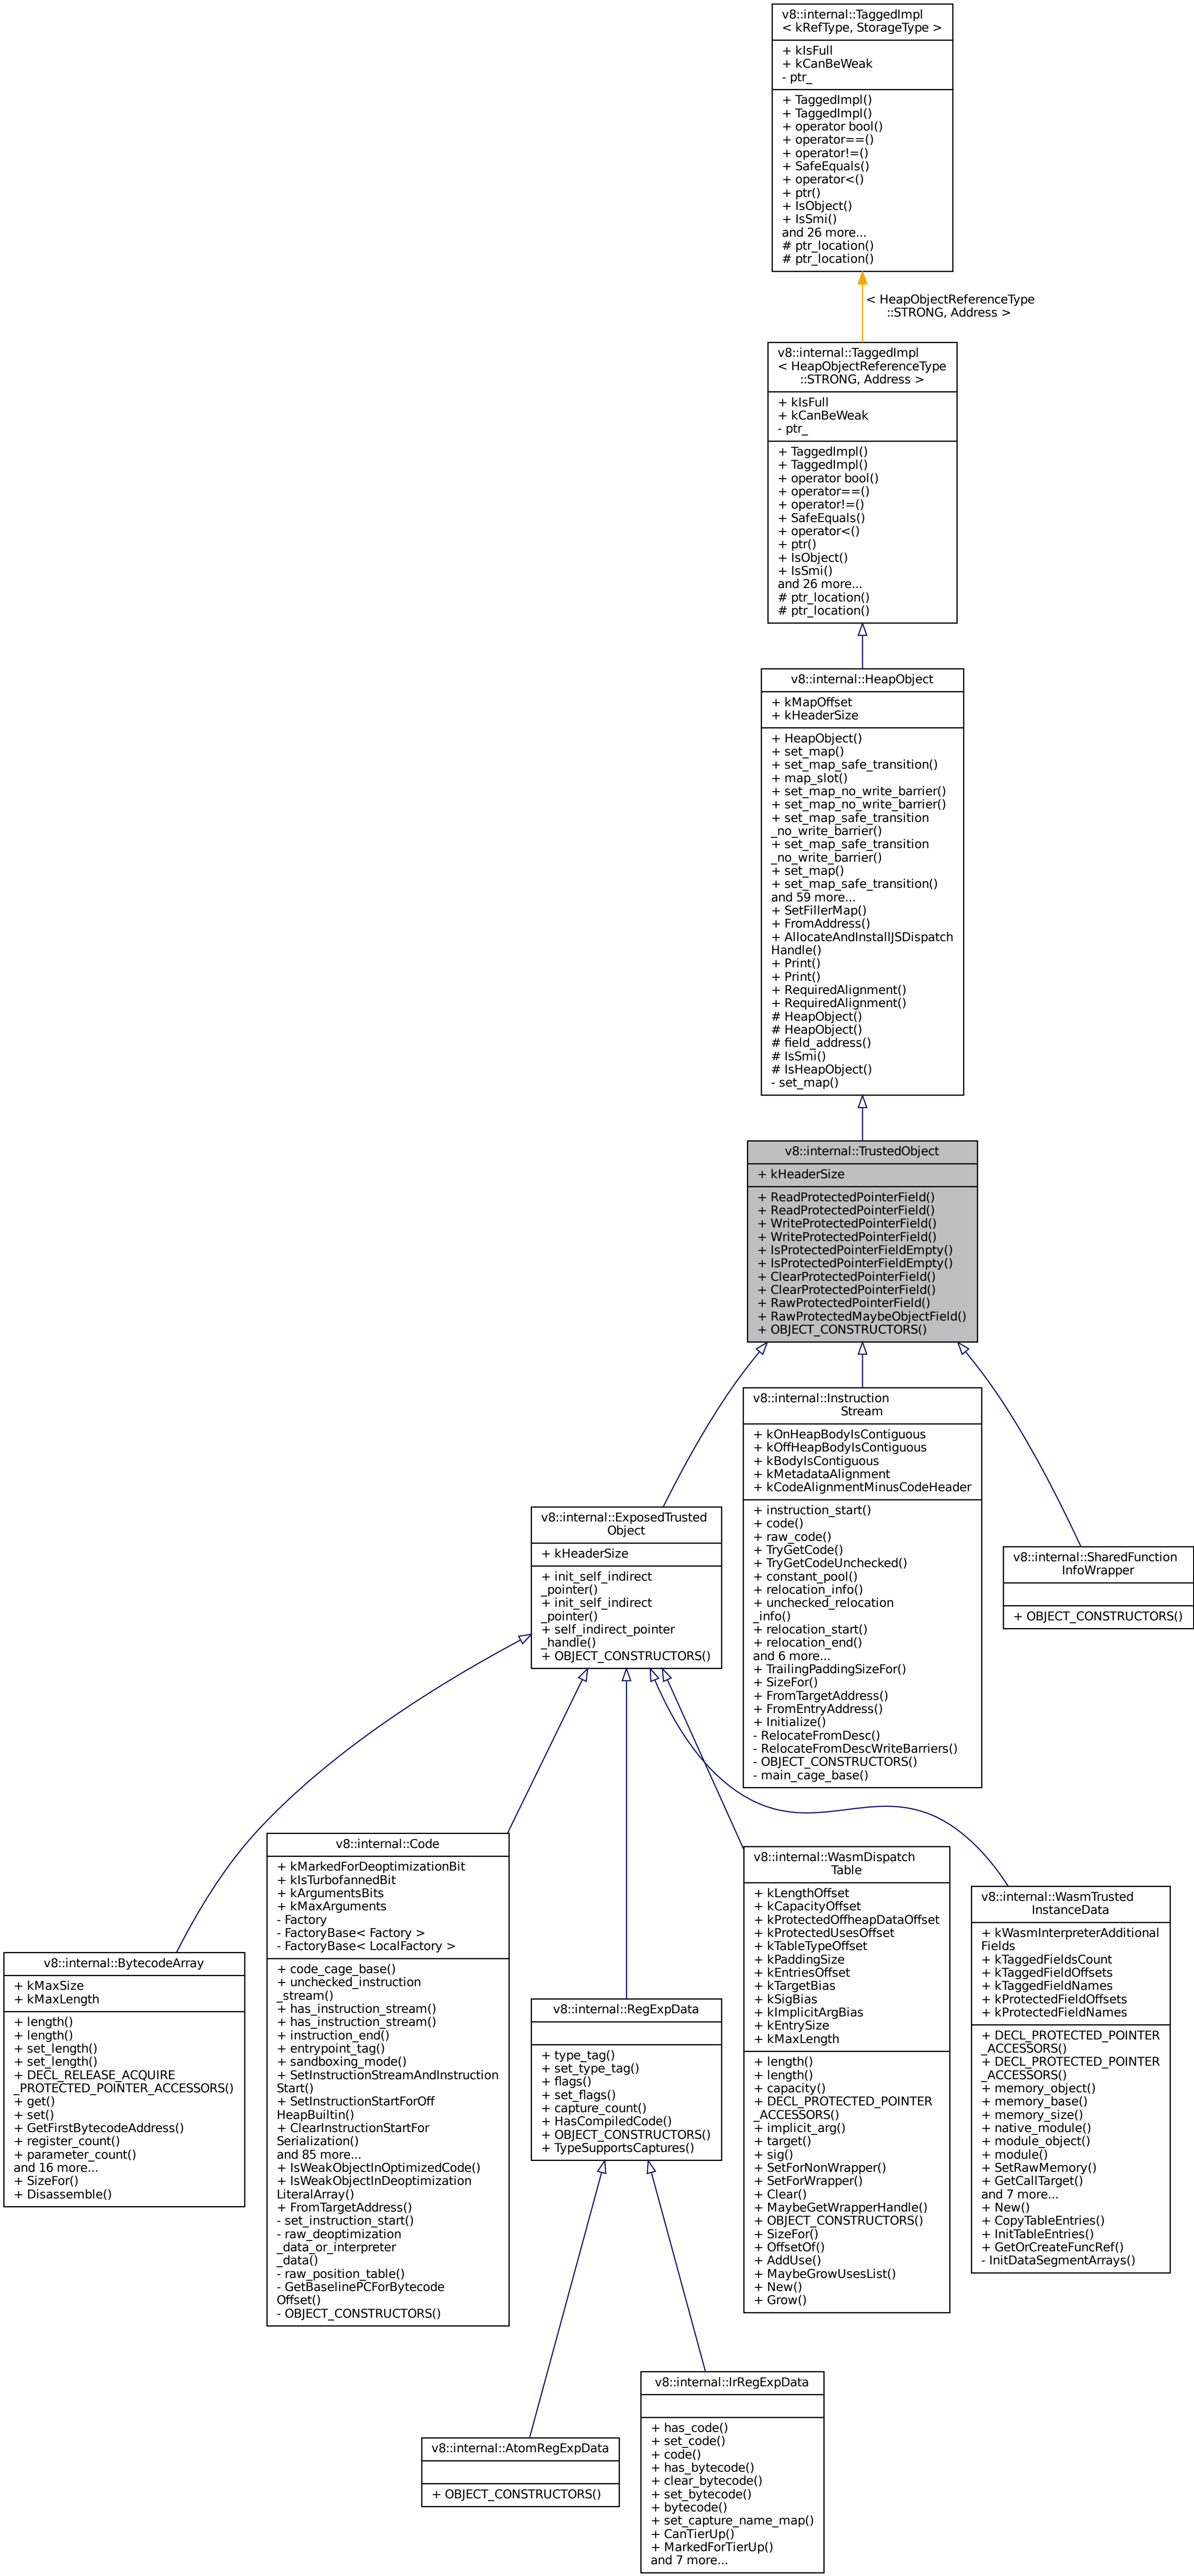 v8::internal::TaggedImpl
< kRefType, StorageType >
+ kIsFull
+ kCanBeWeak
- ptr_
+ TaggedImpl()
+ TaggedImpl()
+ operator bool()
+ operator==()
+ operator!=()
+ SafeEquals()
+ operator<()
+ ptr()
+ IsObject()
+ IsSmi()
and 26 more...
# ptr_location()
# ptr_location()
< HeapObjectReferenceType
::STRONG, Address >
v8::internal::TaggedImpl
< HeapObjectReferenceType
::STRONG, Address >
+ kIsFull
+ kCanBeWeak
- ptr_
+ TaggedImpl()
+ TaggedImpl()
+ operator bool()
+ operator==()
+ operator!=()
+ SafeEquals()
+ operator<()
+ ptr()
+ IsObject()
+ IsSmi()
and 26 more...
# ptr_location()
# ptr_location()
v8::internal::HeapObject
+ kMapOffset
+ kHeaderSize
+ HeapObject()
+ set_map()
+ set_map_safe_transition()
+ map_slot()
+ set_map_no_write_barrier()
+ set_map_no_write_barrier()
+ set_map_safe_transition
_no_write_barrier()
+ set_map_safe_transition
_no_write_barrier()
+ set_map()
+ set_map_safe_transition()
and 59 more...
+ SetFillerMap()
+ FromAddress()
+ AllocateAndInstallJSDispatch
Handle()
+ Print()
+ Print()
+ RequiredAlignment()
+ RequiredAlignment()
# HeapObject()
# HeapObject()
# field_address()
# IsSmi()
# IsHeapObject()
- set_map()
v8::internal::TrustedObject
+ kHeaderSize
+ ReadProtectedPointerField()
+ ReadProtectedPointerField()
+ WriteProtectedPointerField()
+ WriteProtectedPointerField()
+ IsProtectedPointerFieldEmpty()
+ IsProtectedPointerFieldEmpty()
+ ClearProtectedPointerField()
+ ClearProtectedPointerField()
+ RawProtectedPointerField()
+ RawProtectedMaybeObjectField()
+ OBJECT_CONSTRUCTORS()
v8::internal::Instruction
Stream
+ kOnHeapBodyIsContiguous
+ kOffHeapBodyIsContiguous
+ kBodyIsContiguous
+ kMetadataAlignment
+ kCodeAlignmentMinusCodeHeader
+ instruction_start()
+ code()
+ raw_code()
+ TryGetCode()
+ TryGetCodeUnchecked()
+ constant_pool()
+ relocation_info()
+ unchecked_relocation
_info()
+ relocation_start()
+ relocation_end()
and 6 more...
+ TrailingPaddingSizeFor()
+ SizeFor()
+ FromTargetAddress()
+ FromEntryAddress()
+ Initialize()
- RelocateFromDesc()
- RelocateFromDescWriteBarriers()
- OBJECT_CONSTRUCTORS()
- main_cage_base()
v8::internal::ExposedTrusted
Object
+ kHeaderSize
+ init_self_indirect
_pointer()
+ init_self_indirect
_pointer()
+ self_indirect_pointer
_handle()
+ OBJECT_CONSTRUCTORS()
v8::internal::SharedFunction
InfoWrapper
+ OBJECT_CONSTRUCTORS()
v8::internal::BytecodeArray
+ kMaxSize
+ kMaxLength
+ length()
+ length()
+ set_length()
+ set_length()
+ DECL_RELEASE_ACQUIRE
_PROTECTED_POINTER_ACCESSORS()
+ get()
+ set()
+ GetFirstBytecodeAddress()
+ register_count()
+ parameter_count()
and 16 more...
+ SizeFor()
+ Disassemble()
v8::internal::Code
+ kMarkedForDeoptimizationBit
+ kIsTurbofannedBit
+ kArgumentsBits
+ kMaxArguments
- Factory
- FactoryBase< Factory >
- FactoryBase< LocalFactory >
+ code_cage_base()
+ unchecked_instruction
_stream()
+ has_instruction_stream()
+ has_instruction_stream()
+ instruction_end()
+ entrypoint_tag()
+ sandboxing_mode()
+ SetInstructionStreamAndInstruction
Start()
+ SetInstructionStartForOff
HeapBuiltin()
+ ClearInstructionStartFor
Serialization()
and 85 more...
+ IsWeakObjectInOptimizedCode()
+ IsWeakObjectInDeoptimization
LiteralArray()
+ FromTargetAddress()
- set_instruction_start()
- raw_deoptimization
_data_or_interpreter
_data()
- raw_position_table()
- GetBaselinePCForBytecode
Offset()
- OBJECT_CONSTRUCTORS()
v8::internal::RegExpData
+ type_tag()
+ set_type_tag()
+ flags()
+ set_flags()
+ capture_count()
+ HasCompiledCode()
+ OBJECT_CONSTRUCTORS()
+ TypeSupportsCaptures()
v8::internal::WasmDispatch
Table
+ kLengthOffset
+ kCapacityOffset
+ kProtectedOffheapDataOffset
+ kProtectedUsesOffset
+ kTableTypeOffset
+ kPaddingSize
+ kEntriesOffset
+ kTargetBias
+ kSigBias
+ kImplicitArgBias
+ kEntrySize
+ kMaxLength
+ length()
+ length()
+ capacity()
+ DECL_PROTECTED_POINTER
_ACCESSORS()
+ implicit_arg()
+ target()
+ sig()
+ SetForNonWrapper()
+ SetForWrapper()
+ Clear()
+ MaybeGetWrapperHandle()
+ OBJECT_CONSTRUCTORS()
+ SizeFor()
+ OffsetOf()
+ AddUse()
+ MaybeGrowUsesList()
+ New()
+ Grow()
v8::internal::WasmTrusted
InstanceData
+ kWasmInterpreterAdditional
Fields
+ kTaggedFieldsCount
+ kTaggedFieldOffsets
+ kTaggedFieldNames
+ kProtectedFieldOffsets
+ kProtectedFieldNames
+ DECL_PROTECTED_POINTER
_ACCESSORS()
+ DECL_PROTECTED_POINTER
_ACCESSORS()
+ memory_object()
+ memory_base()
+ memory_size()
+ native_module()
+ module_object()
+ module()
+ SetRawMemory()
+ GetCallTarget()
and 7 more...
+ New()
+ CopyTableEntries()
+ InitTableEntries()
+ GetOrCreateFuncRef()
- InitDataSegmentArrays()
v8::internal::AtomRegExpData
+ OBJECT_CONSTRUCTORS()
v8::internal::IrRegExpData
+ has_code()
+ set_code()
+ code()
+ has_bytecode()
+ clear_bytecode()
+ set_bytecode()
+ bytecode()
+ set_capture_name_map()
+ CanTierUp()
+ MarkedForTierUp()
and 7 more...